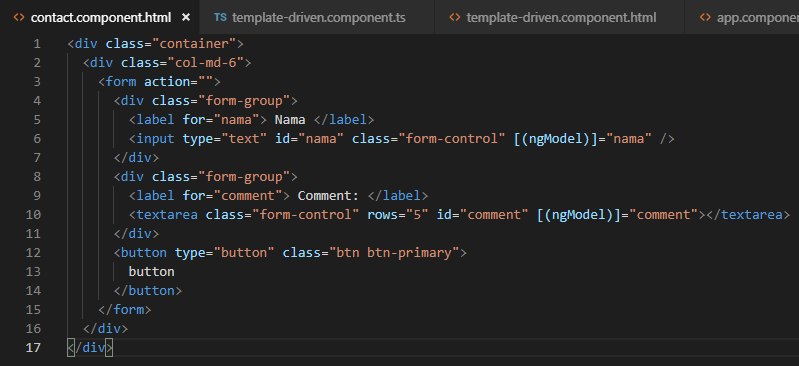 contact.component.html × template-driven.component.ts template-driven.component.html app.componen
1 <div class="container">
2 <div class="col-md-6">
3 <form action="">
4 <div class="form-group">
5 <label for="nama"> Nama </label>
6 <input type="text" id="nama" class="form-control" [(ngModel)]="nama" />
7 </div>
8 <div class="form-group">
9 <label for="comment"> Comment: </label>
10 <textarea class="form-control" rows="5" id="comment" [(ngModel)]="comment"></textarea>
11 </div>
12 <button type="button" class="btn btn-primary">
13 button
14 </button>
15 </form>
16 </div>
17 </div>